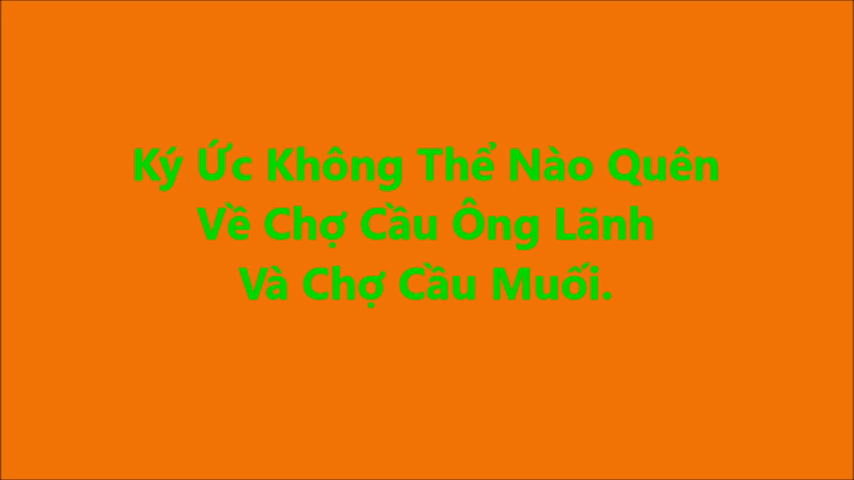 Ký Ức Không Thể Nào Quên
Về Chợ Cầu Ông Lãnh
Và Chợ Cầu Muối.